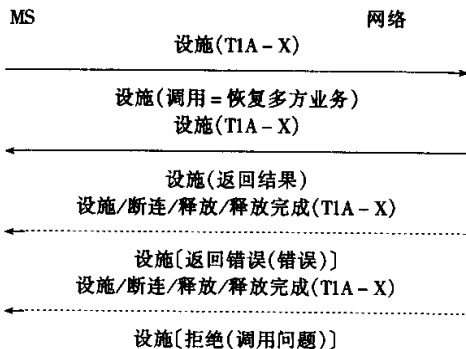 MS 网络
设施(T1A-X)
设施(调用=恢复多方业务)
设施(T1A-X)
设施(返回结果)
设施/断连/释放/释放完成(T1A-X)
设施〔返回错误(错误)〕
设施/断连/释放/释放完成(T1A-X)
设施〔拒绝(调用问题)〕